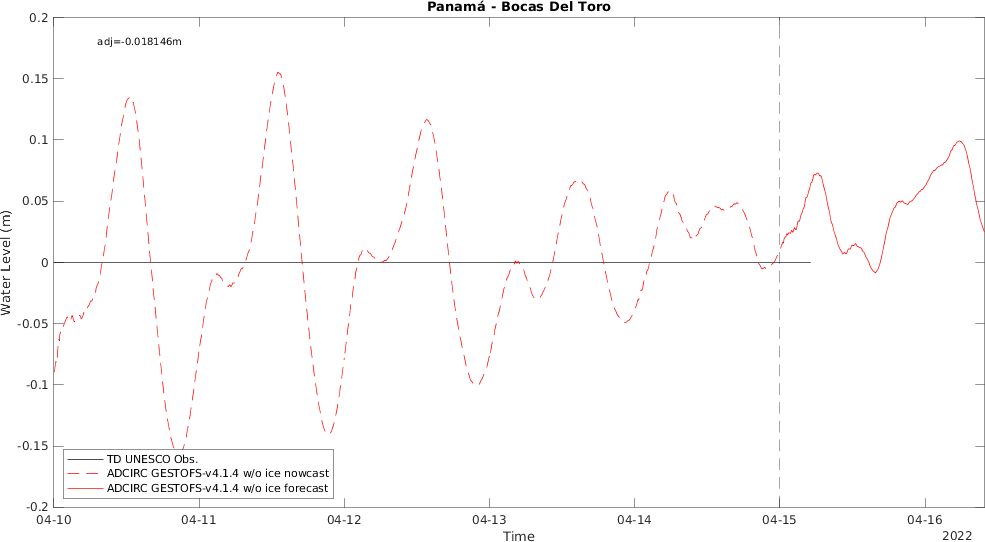 Panamá - Bocas Del Toro
adj=-0.018146m
0.2
0.15
0.1
0.05
0
-0.05
-0.1
-0.15
-0.2
Water Level (m)
TD UNESCO Obs.
ADCIRC GESTOFS-v4.1.4 w/o ice nowcast
ADCIRC GESTOFS-v4.1.4 w/o ice forecast
04-10 04-11 04-12 04-13 04-14 04-15 04-16
Time
2022